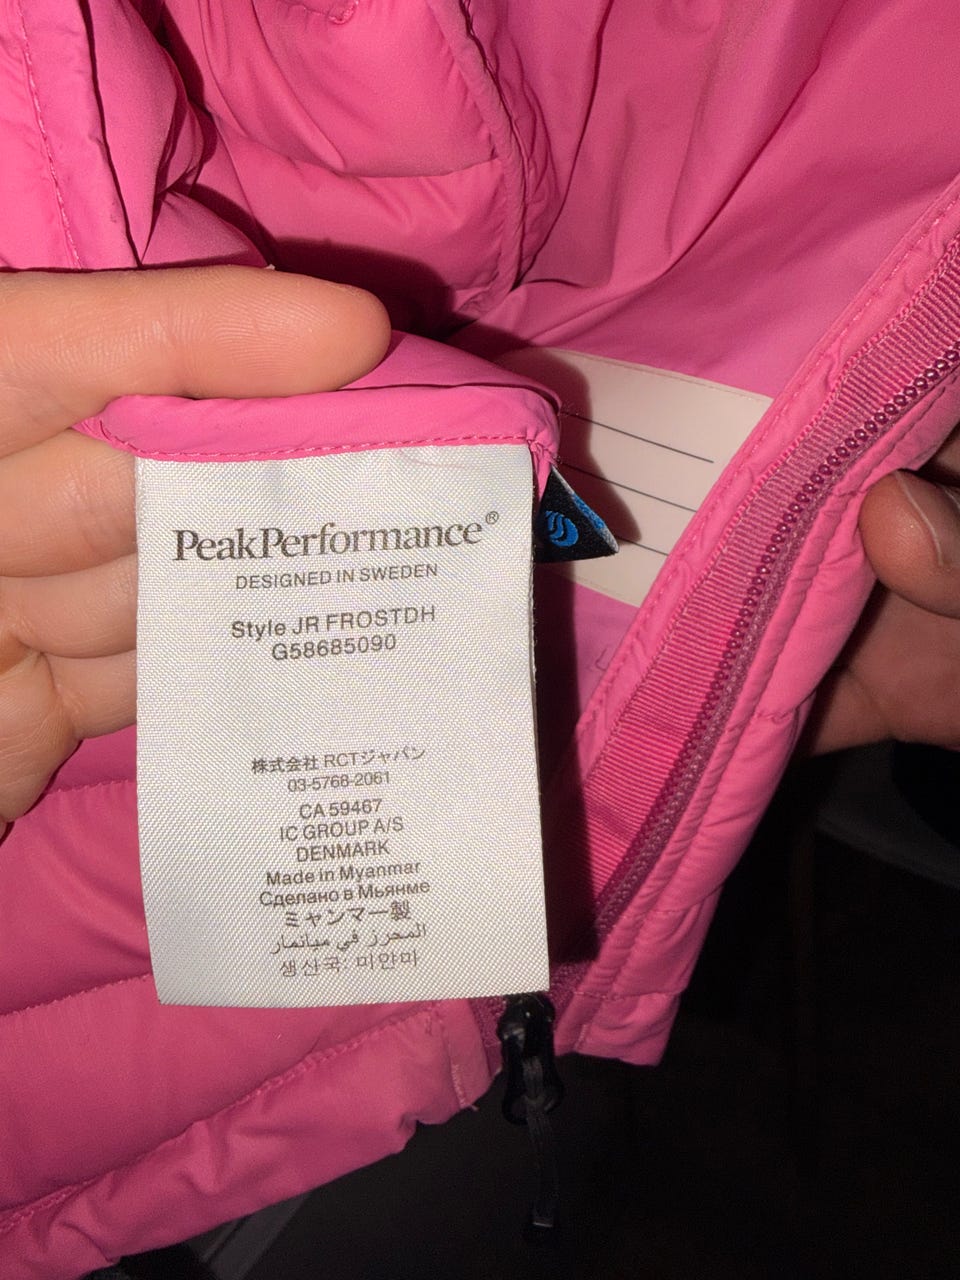 PeakPerformance®
DESIGNED IN SWEDEN
Style JR FROSTDH
G58685090
株式会社 RCTジャパン
03-5768-2061
CA 59467
IC GROUP A/S
DENMARK
Made in Myanmar
Сделано в Мьянме
ミャンマー製
المحرز في ميانمار
생산국: 미얀마